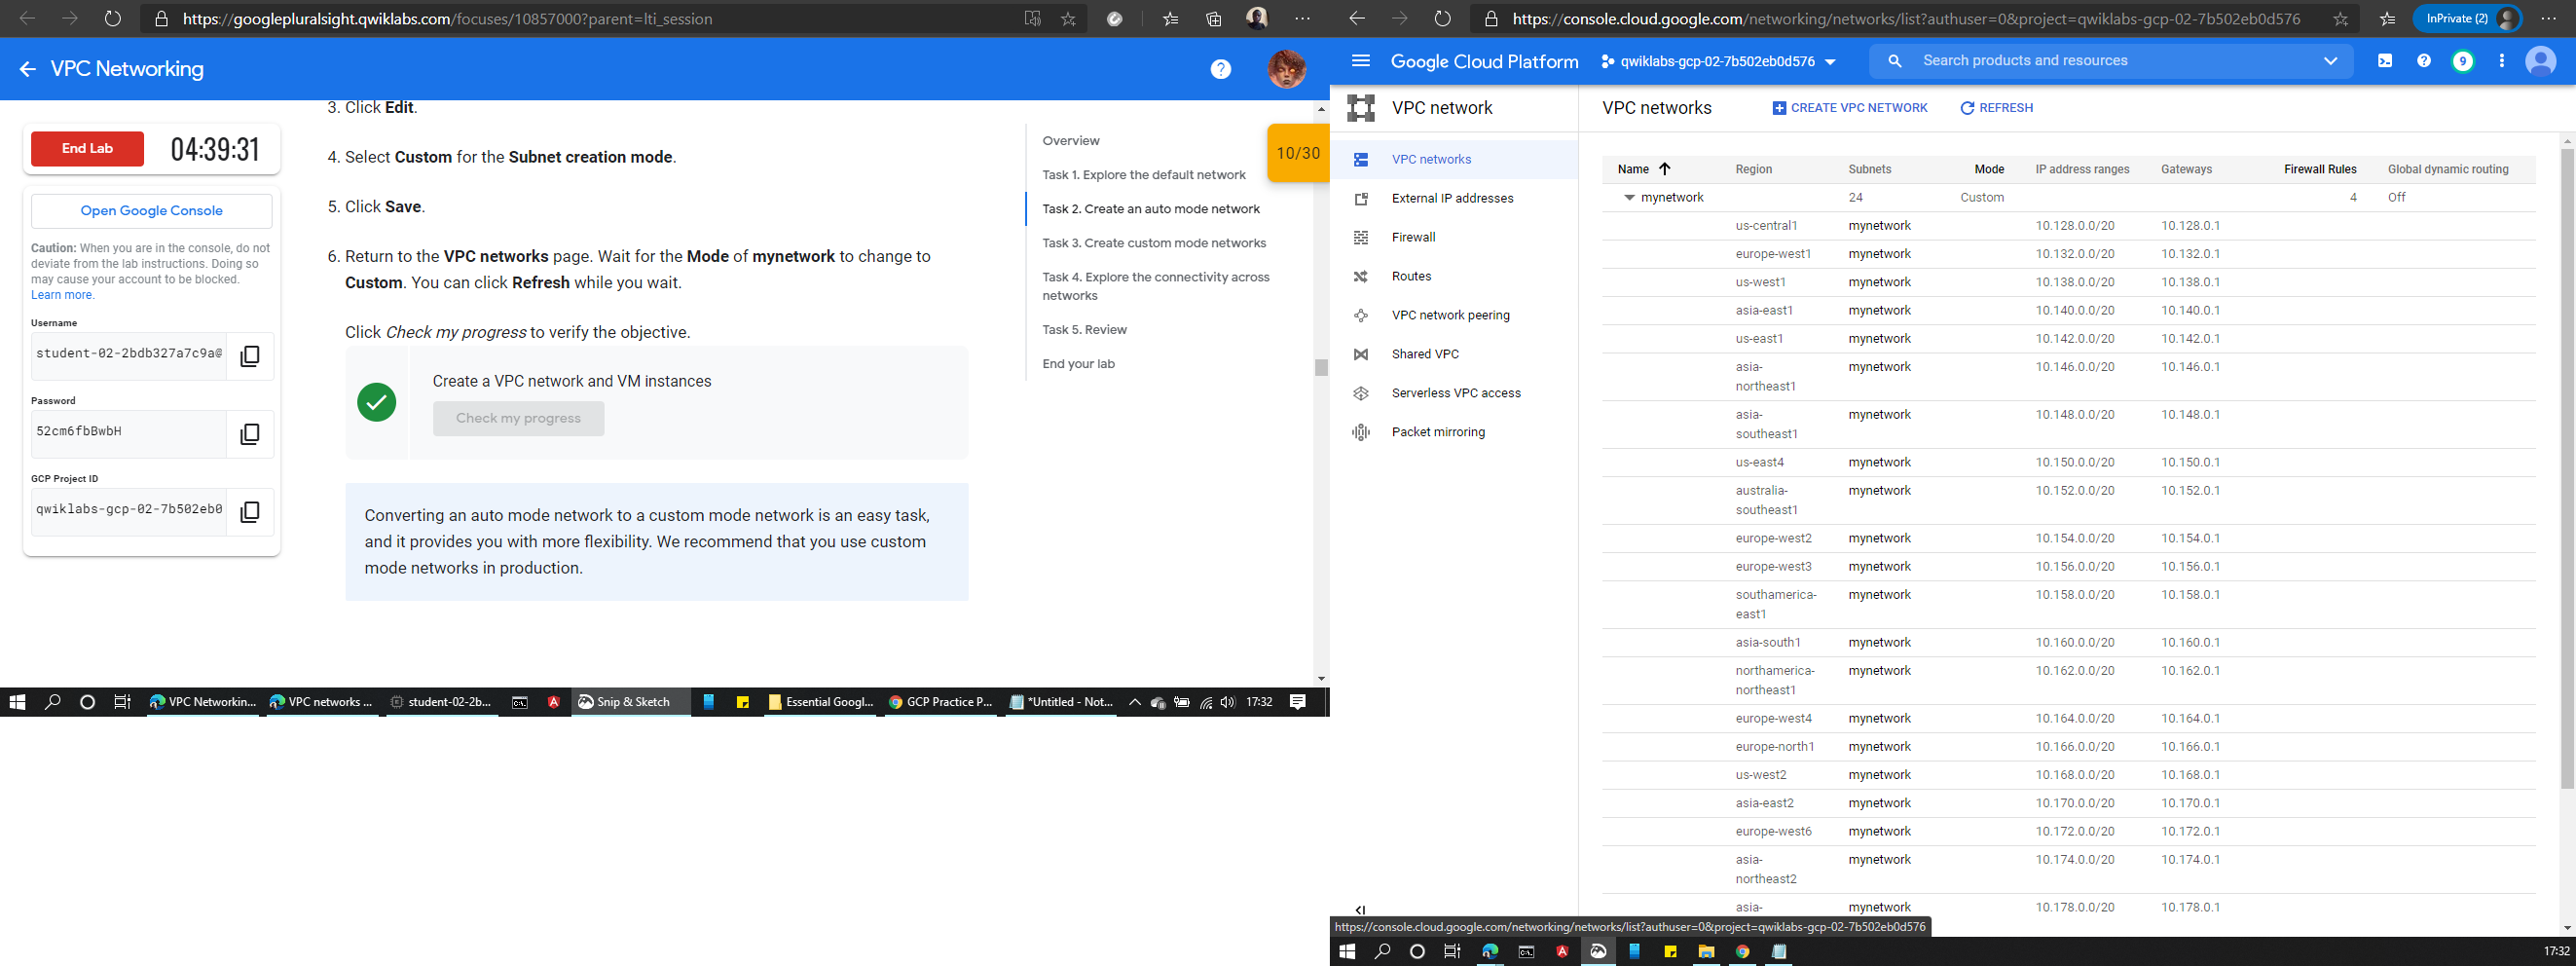 https://googlepluralsight.qwiklabs.com/focuses/10857000?parent=lti_session
VPC Networking
End Lab
04:39:31
Open Google Console
Caution: When you are in the console, do not
deviate from the lab instructions. Doing so
may cause your account to be blocked.
Learn more.
Username
student-02-2bdb327a7c9a@
Password
52cm6fbBwbH
GCP Project ID
qwiklabs-gcp-02-7b502eb0
3. Click Edit.
4. Select Custom for the Subnet creation mode.
5. Click Save.
6. Return to the VPC networks page. Wait for the Mode of mynetwork to change to
Custom. You can click Refresh while you wait.
Click Check my progress to verify the objective.
Create a VPC network and VM instances
Check my progress
Converting an auto mode network to a custom mode network is an easy task,
and it provides you with more flexibility. We recommend that you use custom
mode networks in production.
Overview
Task 1. Explore the default network
Task 2. Create an auto mode network
Task 3. Create custom mode networks
Task 4. Explore the connectivity across
networks
Task 5. Review
End your lab
10/30
VPC Networkin...
VPC networks ...
student-02-2b...
Snip & Sketch
Essential Googl...
GCP Practice P...
*Untitled - Not...
17:32
https://console.cloud.google.com/networking/networks/list?authuser=0&project=qwiklabs-gcp-02-7b502eb0d576
InPrivate (2)
Google Cloud Platform
qwiklabs-gcp-02-7b502eb0d576
Search products and resources
9
VPC network
VPC networks
External IP addresses
Firewall
Routes
VPC network peering
Shared VPC
Serverless VPC access
Packet mirroring
VPC networks
CREATE VPC NETWORK
REFRESH
Name Region Subnets Mode IP address ranges Gateways Firewall Rules Global dynamic routing
mynetwork 24 Custom 4 Off
us-central1 mynetwork 10.128.0.0/20 10.128.0.1
europe-west1 mynetwork 10.132.0.0/20 10.132.0.1
us-west1 mynetwork 10.138.0.0/20 10.138.0.1
asia-east1 mynetwork 10.140.0.0/20 10.140.0.1
us-east1 mynetwork 10.142.0.0/20 10.142.0.1
asia- mynetwork 10.146.0.0/20 10.146.0.1
northeast1
asia- mynetwork 10.148.0.0/20 10.148.0.1
southeast1
us-east4 mynetwork 10.150.0.0/20 10.150.0.1
australia- mynetwork 10.152.0.0/20 10.152.0.1
southeast1
europe-west2 mynetwork 10.154.0.0/20 10.154.0.1
europe-west3 mynetwork 10.156.0.0/20 10.156.0.1
southamerica- mynetwork 10.158.0.0/20 10.158.0.1
east1
asia-south1 mynetwork 10.160.0.0/20 10.160.0.1
northamerica- mynetwork 10.162.0.0/20 10.162.0.1
northeast1
europe-west4 mynetwork 10.164.0.0/20 10.164.0.1
europe-north1 mynetwork 10.166.0.0/20 10.166.0.1
us-west2 mynetwork 10.168.0.0/20 10.168.0.1
asia-east2 mynetwork 10.170.0.0/20 10.170.0.1
europe-west6 mynetwork 10.172.0.0/20 10.172.0.1
asia- mynetwork 10.174.0.0/20 10.174.0.1
northeast2
asia- mynetwork 10.178.0.0/20 10.178.0.1
https://console.cloud.google.com/networking/networks/list?authuser=0&project=qwiklabs-gcp-02-7b502eb0d576
17:32